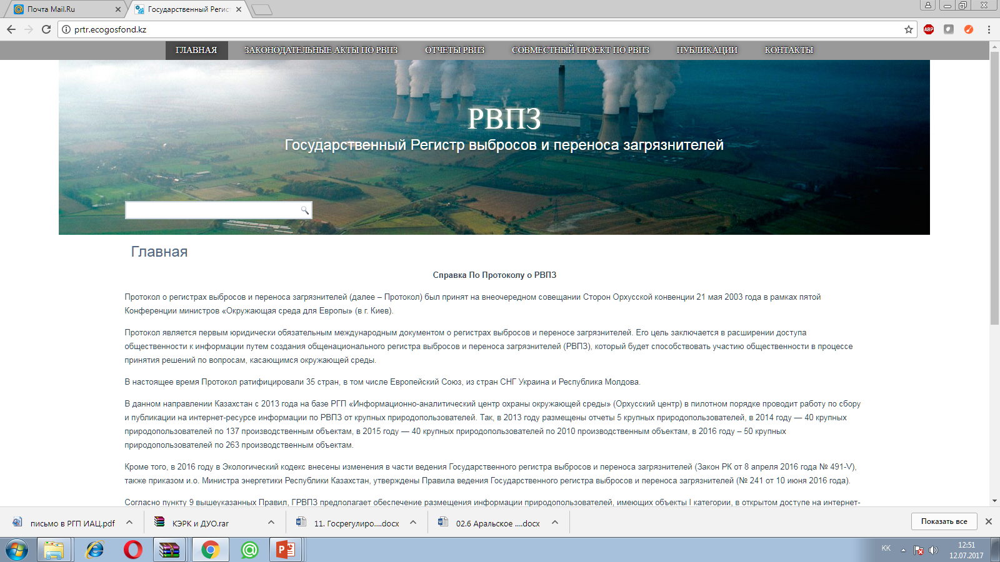 Почта Mail.Ru
Государственный Регис
prtr.ecogosfond.kz
ABP
ГЛАВНАЯ ЗАКОНОДАТЕЛЬНЫЕ АКТЫ ПО РВПЗ ОТЧЕТЫ РВПЗ СОВМЕСТНЫЙ ПРОЕКТ ПО РВПЗ ПУБЛИКАЦИИ КОНТАКТЫ
РВПЗ
Государственный Регистр выбросов и переноса загрязнителей
Главная
Справка По Протоколу о РВПЗ
Протокол о регистрах выбросов и переноса загрязнителей (далее – Протокол) был принят на внеочередном совещании Сторон Орхусской конвенции 21 мая 2003 года в рамках пятой
Конференции министров «Окружающая среда для Европы» (в г. Киев).
Протокол является первым юридически обязательным международным документом о регистрах выбросов и переносе загрязнителей. Его цель заключается в расширении доступа
общественности к информации путем создания общенационального регистра выбросов и переноса загрязнителей (РВПЗ), который будет способствовать участию общественности в процессе
принятия решений по вопросам, касающимся окружающей среды.
В настоящее время Протокол ратифицировали 35 стран, в том числе Европейский Союз, из стран СНГ Украина и Республика Молдова.
В данном направлении Казахстан с 2013 года на базе РГП «Информационно-аналитический центр охраны окружающей среды» (Орхусский центр) в пилотном порядке проводит работу по сбору
и публикации на интернет-ресурсе информации по РВПЗ от крупных природопользователей. Так, в 2013 году размещены отчеты 5 крупных природопользователей, в 2014 году — 40 крупных
природопользователей по 137 производственным объектам, в 2015 году — 40 крупных природопользователей по 2010 производственным объектам, в 2016 году – 50 крупных
природопользователей по 263 производственным объектам.
Кроме того, в 2016 году в Экологический кодекс внесены изменения в части ведения Государственного регистра выбросов и переноса загрязнителей (Закон РК от 8 апреля 2016 года № 491-V),
также приказом и.о. Министра энергетики Республики Казахстан, утверждены Правила ведения Государственного регистра выбросов и переноса загрязнителей (№ 241 от 10 июня 2016 года).
Согласно пункту 9 вышеуказанных Правил, ГРВПЗ предполагает обеспечение размещения информации природопользователей, имеющих объекты I категории, в открытом доступе на интернет-
письмо в РГП ИАЦ.pdf КЭРК и ДУО.rar 11. Госрегулиро....docx 02.6 Аральское ....docx Показать все
KK 12:51
12.07.2017